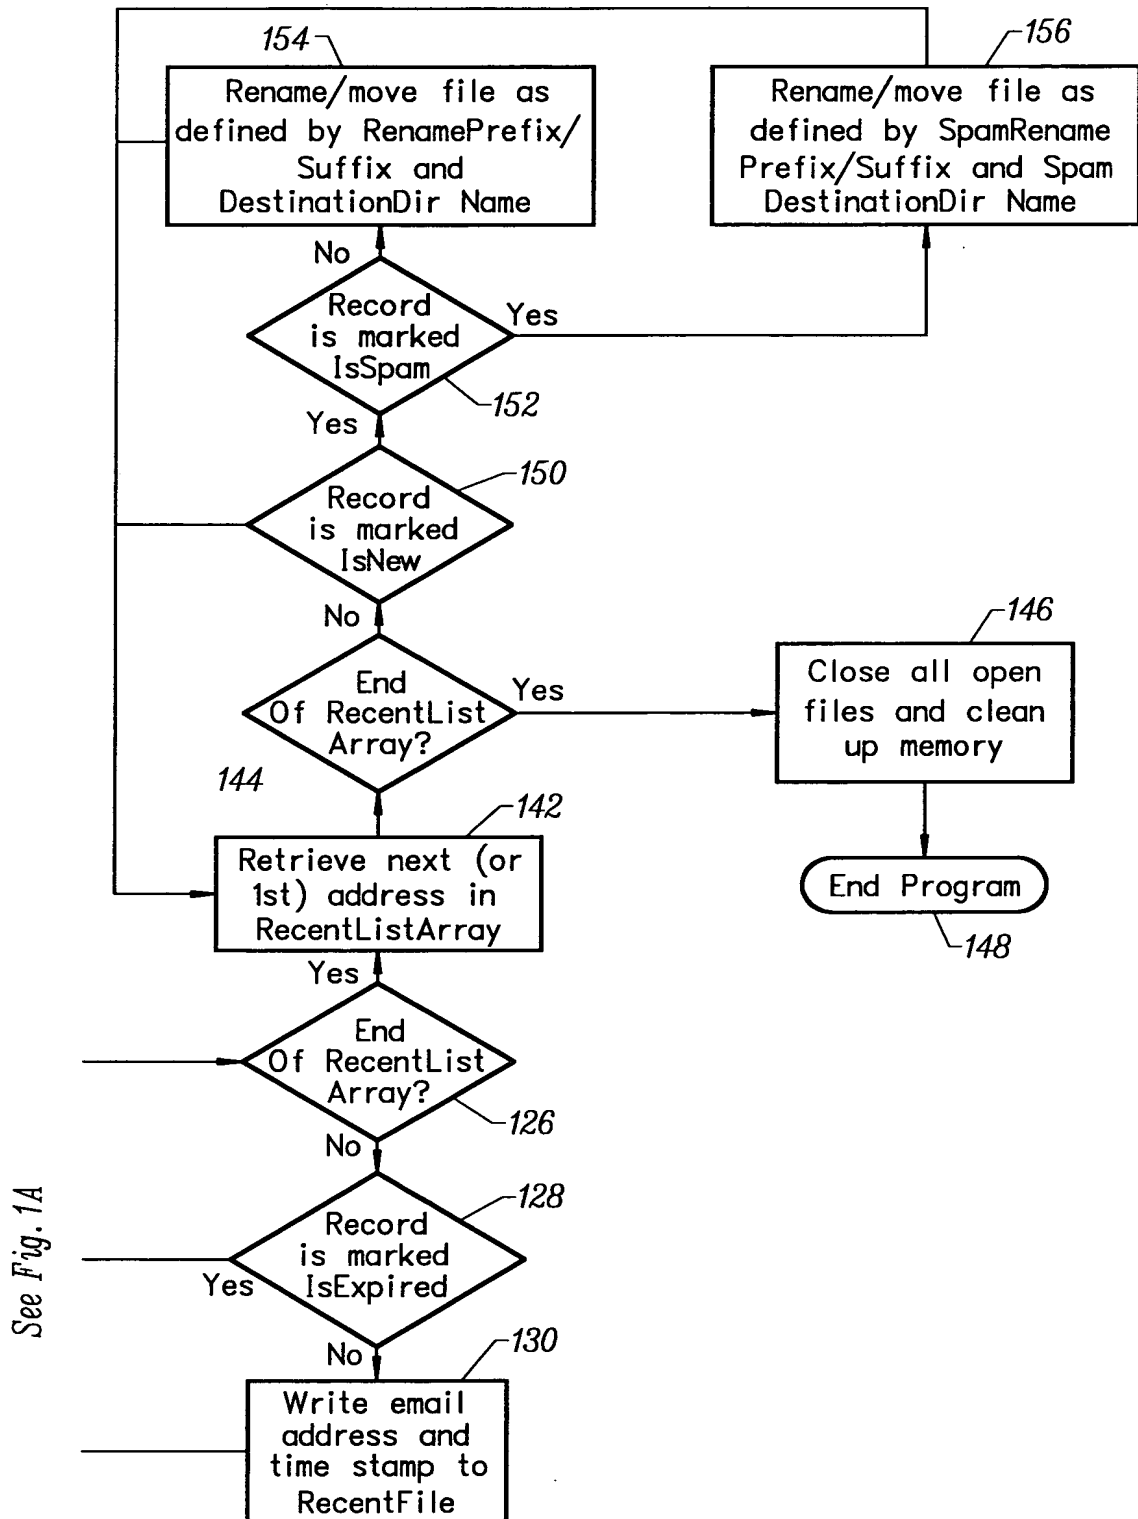 154
Rename/move file as
defined by RenamePrefix/
Suffix and
DestinationDir Name
156
Rename/move file as
defined by SpamRename
Prefix/Suffix and Spam
DestinationDir Name
No
Record
is marked
IsSpam
Yes
152
Yes
150
Record
is marked
IsNew
No
End
Of RecentList
Array?
Yes
144
146
Close all open
files and clean
up memory
142
Retrieve next (or
1st) address in
RecentListArray
End Program
148
Yes
End
Of RecentList
Array?
126
No
128
Record
is marked
IsExpired
Yes
See Fig. 1A
No
130
Write email
address and
time stamp to
RecentFile